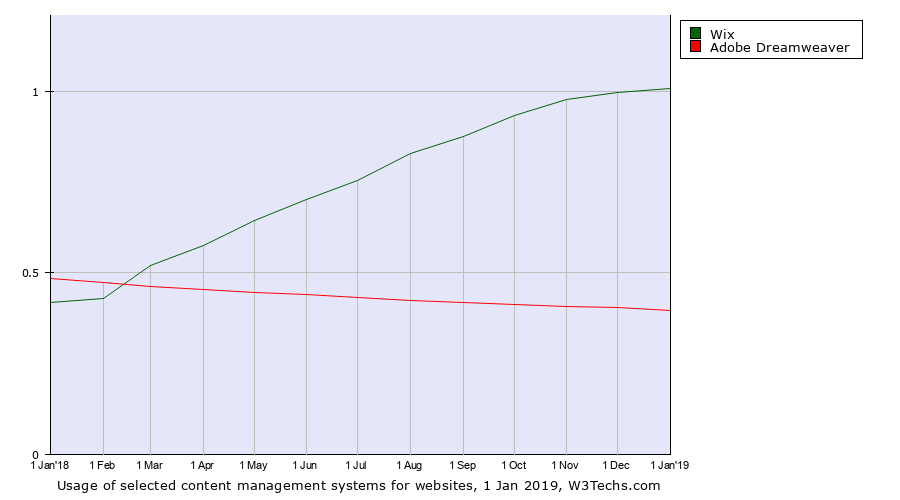 Wix
Adobe Dreamweaver
1
0.5
0
1 Jan'18 1 Feb 1 Mar 1 Apr 1 May 1 Jun 1 Jul 1 Aug 1 Sep 1 Oct 1 Nov 1 Dec 1 Jan'19
Usage of selected content management systems for websites, 1 Jan 2019, W3Techs.com